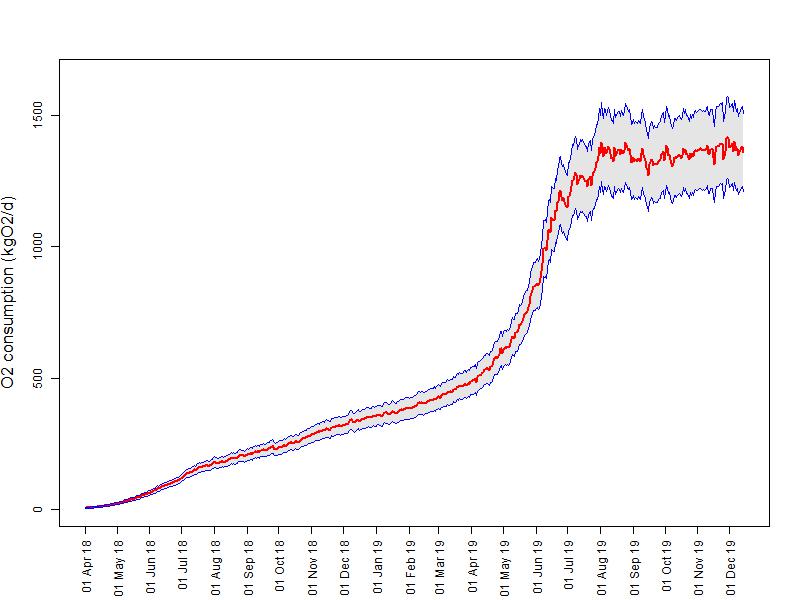 O2 consumption (kgO2/d)
1500
1000
500
0
01 Apr 18
01 May 18
01 Jun 18
01 Jul 18
01 Aug 18
01 Sep 18
01 Oct 18
01 Nov 18
01 Dec 18
01 Jan 19
01 Feb 19
01 Mar 19
01 Apr 19
01 May 19
01 Jun 19
01 Jul 19
01 Aug 19
01 Sep 19
01 Oct 19
01 Nov 19
01 Dec 19